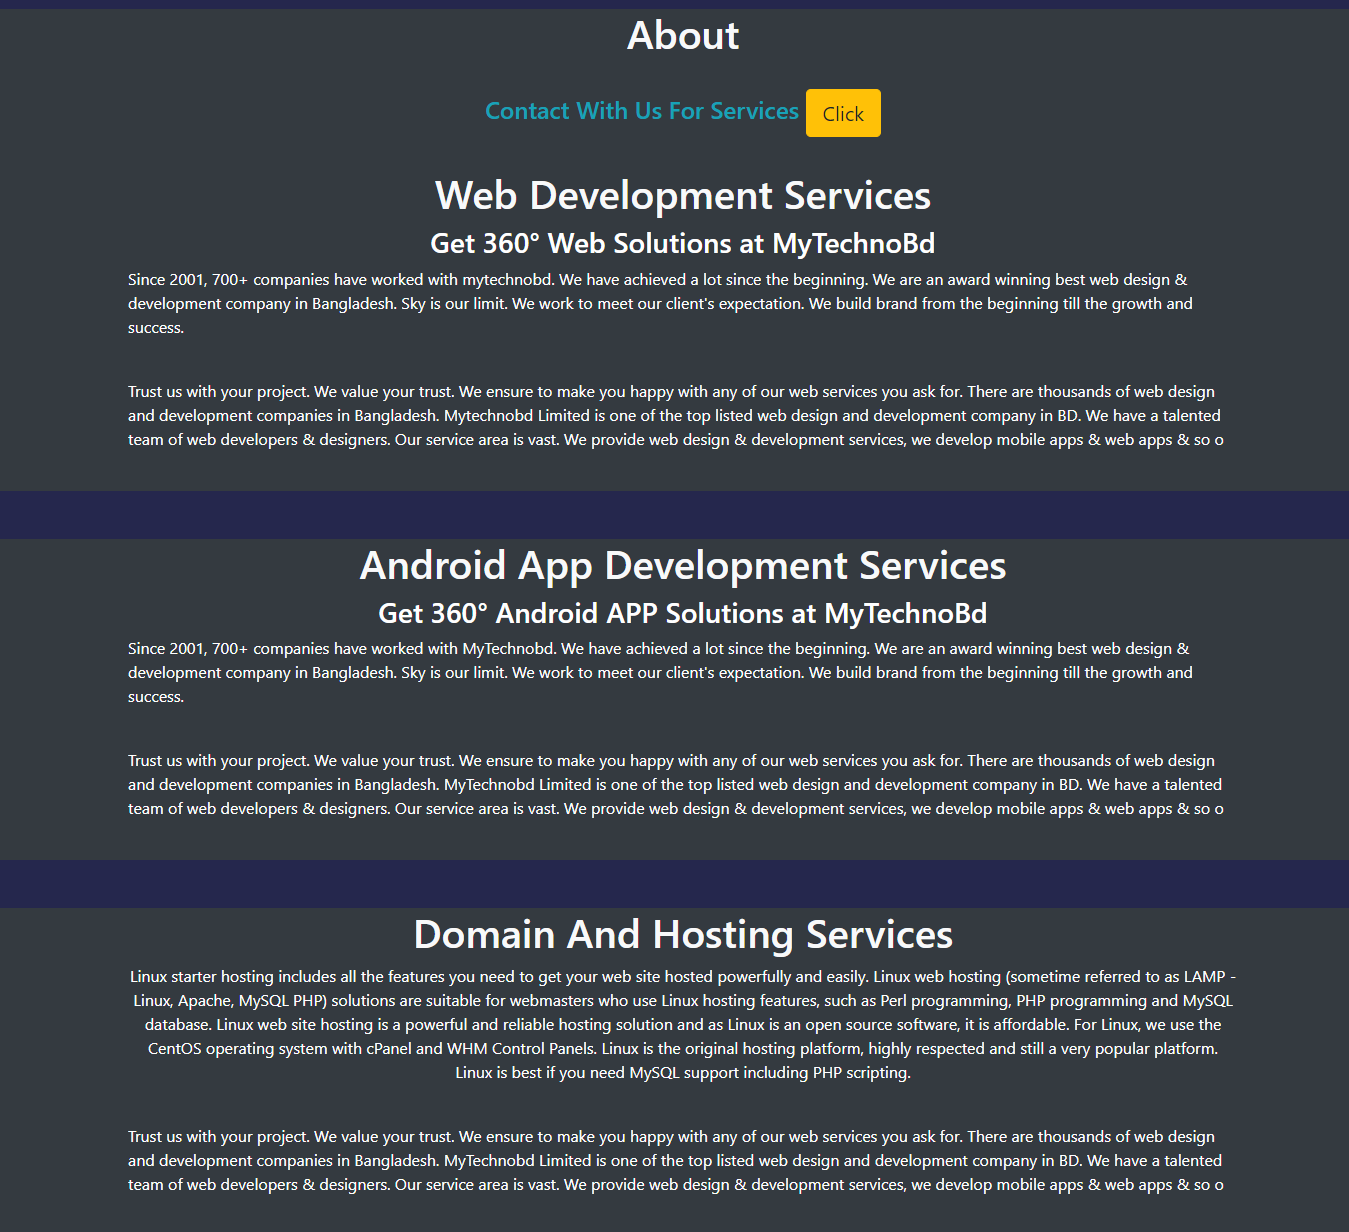 About
Contact With Us For Services Click
Web Development Services
Get 360° Web Solutions at MyTechnoBd
Since 2001, 700+ companies have worked with mytechnobd. We have achieved a lot since the beginning. We are an award winning best web design &
development company in Bangladesh. Sky is our limit. We work to meet our client's expectation. We build brand from the beginning till the growth and
success.
Trust us with your project. We value your trust. We ensure to make you happy with any of our web services you ask for. There are thousands of web design
and development companies in Bangladesh. Mytechnobd Limited is one of the top listed web design and development company in BD. We have a talented
team of web developers & designers. Our service area is vast. We provide web design & development services, we develop mobile apps & web apps & so o
Android App Development Services
Get 360° Android APP Solutions at MyTechnoBd
Since 2001, 700+ companies have worked with MyTechnobd. We have achieved a lot since the beginning. We are an award winning best web design &
development company in Bangladesh. Sky is our limit. We work to meet our client's expectation. We build brand from the beginning till the growth and
success.
Trust us with your project. We value your trust. We ensure to make you happy with any of our web services you ask for. There are thousands of web design
and development companies in Bangladesh. MyTechnobd Limited is one of the top listed web design and development company in BD. We have a talented
team of web developers & designers. Our service area is vast. We provide web design & development services, we develop mobile apps & web apps & so o
Domain And Hosting Services
Linux starter hosting includes all the features you need to get your web site hosted powerfully and easily. Linux web hosting (sometime referred to as LAMP -
Linux, Apache, MySQL PHP) solutions are suitable for webmasters who use Linux hosting features, such as Perl programming, PHP programming and MySQL
database. Linux web site hosting is a powerful and reliable hosting solution and as Linux is an open source software, it is affordable. For Linux, we use the
CentOS operating system with cPanel and WHM Control Panels. Linux is the original hosting platform, highly respected and still a very popular platform.
Linux is best if you need MySQL support including PHP scripting.
Trust us with your project. We value your trust. We ensure to make you happy with any of our web services you ask for. There are thousands of web design
and development companies in Bangladesh. MyTechnobd Limited is one of the top listed web design and development company in BD. We have a talented
team of web developers & designers. Our service area is vast. We provide web design & development services, we develop mobile apps & web apps & so o